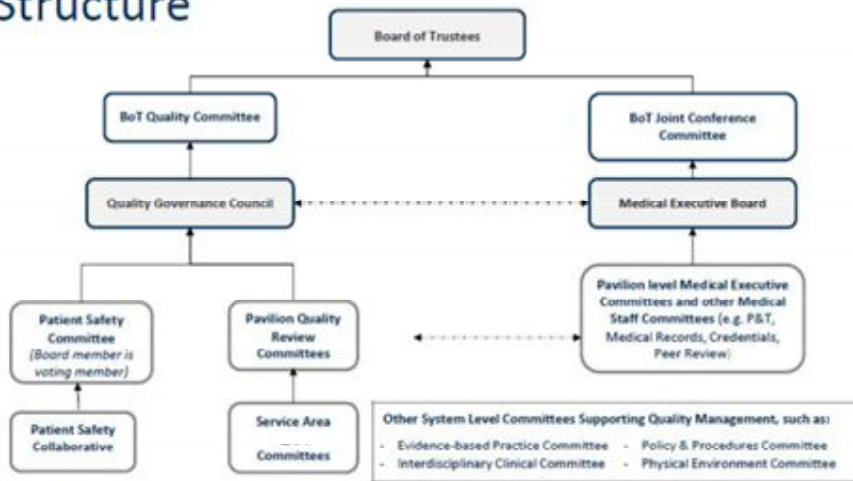 Structure
Board of Trustees
BoT Quality Committee
BoT Joint Conference
Committee
Quality Governance Council
Medical Executive Board
Patient Safety
Committee
(Board member is
voting member)
Pavilion Quality
Review
Committees
Pavilion level Medical Executive
Committees and other Medical
Staff Committees (e.g. P&T,
Medical Records, Credentials,
Peer Review)
Patient Safety
Collaborative
Service Area
Committees
Other System Level Committees Supporting Quality Management, such as:
- Evidence-based Practice Committee - Policy & Procedures Committee
- Interdisciplinary Clinical Committee - Physical Environment Committee